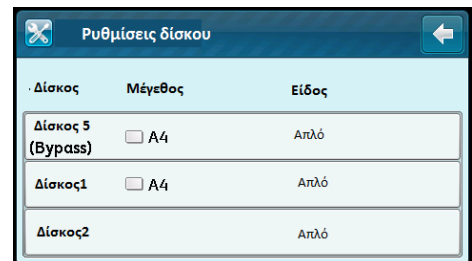 Ρυθμίσεις δίσκου
Δίσκος Μέγεθος Είδος
Δίσκος 5
(Bypass) A4 Απλό
Δίσκος1 A4 Απλό
Δίσκος2 Απλό